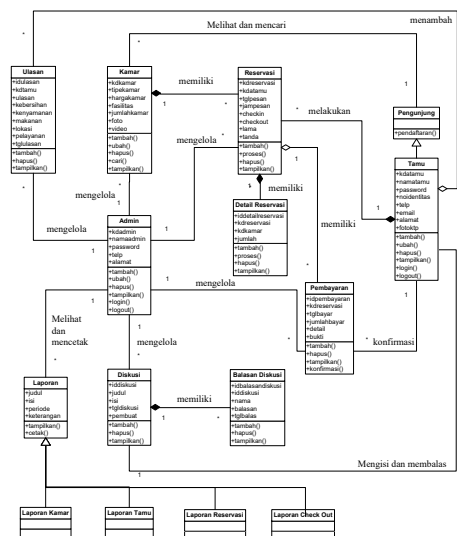 Melihat dan mencari
menambah
Ulasan
+idulasan
+kdtamu
+ulasan
+kebersihan
+kenyamanan
+makanan
+lokasi
+pelayanan
+tglulasan
+tambah()
+hapus()
+tampilkan()
Kamar
+kdkamar
+tipekamar
+hargakamar
+fasilitas
+jumlahkamar
+foto
+video
+tambah()
+ubah()
+hapus()
+cari()
+tampilkan()
memiliki
Reservasi
+kdreservasi
+kdatamu
+tglpesan
+jampesan
+checkin
+checkout
+lama
+tanda
+tambah()
+proses()
+hapus()
+tampilkan()
melakukan
Pengunjung
+pendaftaran()
Tamu
+kdatamu
+namatamu
+password
+noidentitas
+telp
+email
+alamat
+fotoktp
+tambah()
+ubah()
+hapus()
+tampilkan()
+login()
+logout()
mengelola
mengelola
mengelola
memiliki
Detail Reservasi
+iddetailreservasi
+kdreservasi
+kdkamar
+jumlah
+tambah()
+proses()
+hapus()
+tampilkan()
memiliki
Admin
+kdadmin
+namaadmin
+password
+telp
+alamat
+tambah()
+ubah()
+hapus()
+tampilkan()
+login()
+logout()
mengelola
Pembayaran
+idpembayaran
+kdreservasi
+tglbayar
+jumlahbayar
+detail
+bukti
+tambah()
+hapus()
+tampilkan()
+konfirmasi()
konfirmasi
Melihat
dan
mencetak
mengelola
Laporan
+judul
+isi
+periode
+keterangan
+tampilkan()
+cetak()
Diskusi
+iddiskusi
+judul
+isi
+tgldiskusi
+pembuat
+tambah()
+hapus()
+tampilkan()
memiliki
Balasan Diskusi
+idbalasandiskusi
+iddiskusi
+nama
+balasan
+tglbalas
+tambah()
+hapus()
+tampilkan()
Mengisi dan membalas
Laporan Kamar
Laporan Tamu
Laporan Reservasi
Laporan Check Out